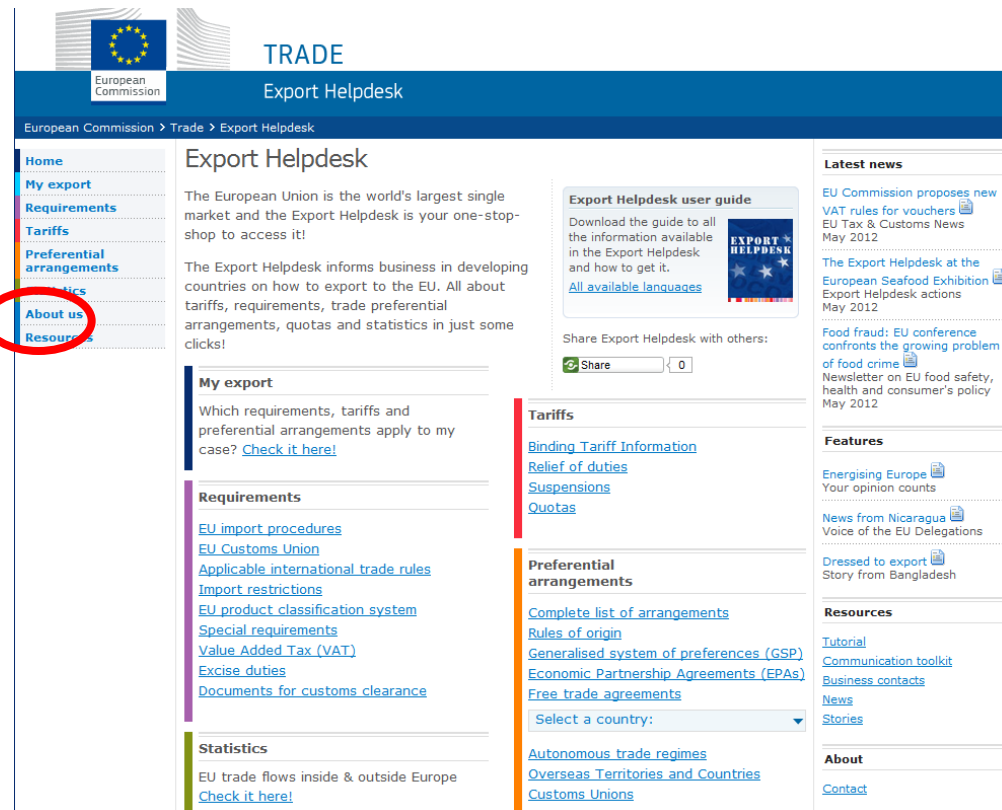 TRADE
European
Commission
Export Helpdesk
European Commission > Trade > Export Helpdesk
Home
My export
Requirements
Tariffs
Preferential
arrangements
Statistics
About us
Resources
Export Helpdesk
The European Union is the world's largest single
market and the Export Helpdesk is your one-stop-
shop to access it!
The Export Helpdesk informs business in developing
countries on how to export to the EU. All about
tariffs, requirements, trade preferential
arrangements, quotas and statistics in just some
clicks!
Export Helpdesk user guide
Download the guide to all
the information available
in the Export Helpdesk
and how to get it.
All available languages
EXPORT
HELPDESK
Share Export Helpdesk with others:
Share 0
My export
Which requirements, tariffs and
preferential arrangements apply to my
case? Check it here!
Requirements
EU import procedures
EU Customs Union
Applicable international trade rules
Import restrictions
EU product classification system
Special requirements
Value Added Tax (VAT)
Excise duties
Documents for customs clearance
Statistics
EU trade flows inside & outside Europe
Check it here!
Tariffs
Binding Tariff Information
Relief of duties
Suspensions
Quotas
Preferential
arrangements
Complete list of arrangements
Rules of origin
Generalised system of preferences (GSP)
Economic Partnership Agreements (EPAs)
Free trade agreements
Select a country:
Autonomous trade regimes
Overseas Territories and Countries
Customs Unions
Latest news
EU Commission proposes new
VAT rules for vouchers
EU Tax & Customs News
May 2012
The Export Helpdesk at the
European Seafood Exhibition
Export Helpdesk actions
May 2012
Food fraud: EU conference
confronts the growing problem
of food crime
Newsletter on EU food safety,
health and consumer's policy
May 2012
Features
Energising Europe
Your opinion counts
News from Nicaragua
Voice of the EU Delegations
Dressed to export
Story from Bangladesh
Resources
Tutorial
Communication toolkit
Business contacts
News
Stories
About
Contact